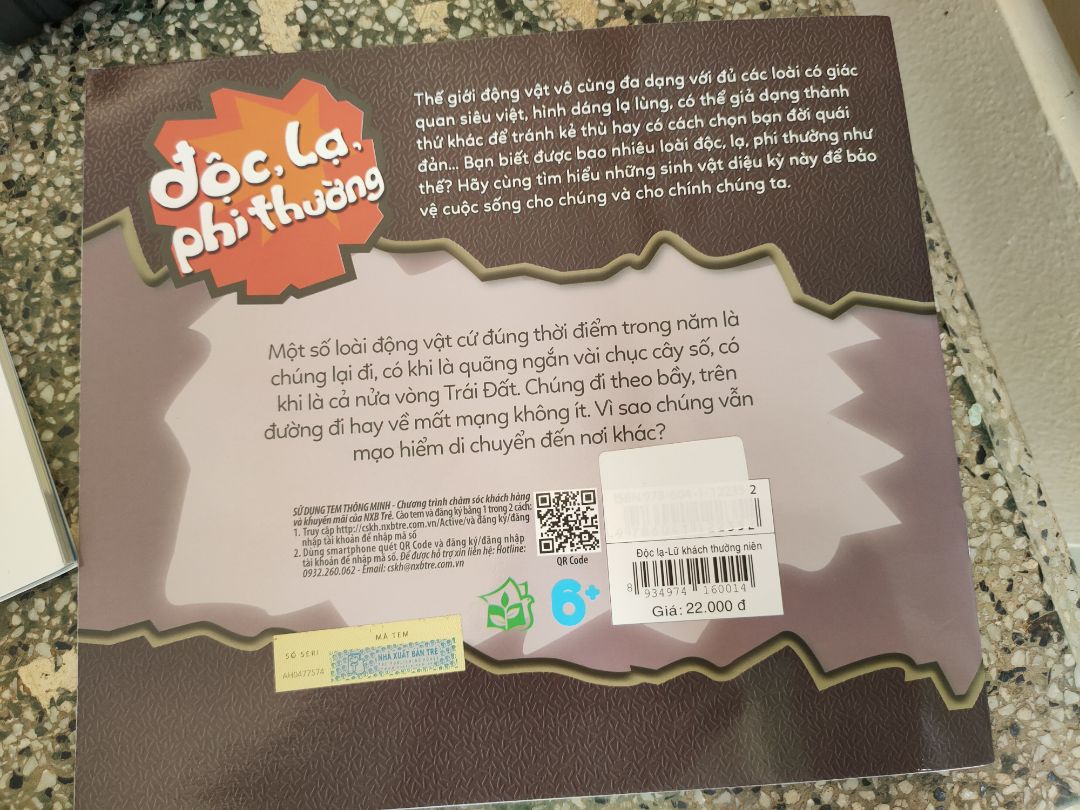 độc, lạ,
phi thường
Thế giới động vật vô cùng đa dạng với đủ các loài có giác
quan siêu việt, hình dáng lạ lùng, có thể giả dạng thành
thứ khác để tránh kẻ thù hay có cách chọn bạn đời quái
đản... Bạn biết được bao nhiêu loài độc, lạ, phi thường như
thế? Hãy cùng tìm hiểu những sinh vật diệu kỳ này để bảo
vệ cuộc sống cho chúng và cho chính chúng ta.
Một số loài động vật cứ đúng thời điểm trong năm là
chúng lại đi, có khi là quãng ngắn vài chục cây số, có
khi là cả nửa vòng Trái Đất. Chúng đi theo bầy, trên
đường đi hay về mất mạng không ít. Vì sao chúng vẫn
mạo hiểm di chuyển đến nơi khác?
SỬ DỤNG TEM THÔNG MINH - Chương trình chăm sóc khách hàng
và khuyến mãi của NXB Trẻ. Cào tem và đăng ký bằng 1 trong 2 cách:
1. Truy cập http://cskh.nxbtre.com.vn/Active/và đăng ký/đăng
nhập tài khoản để nhập mã số
2. Dùng smartphone quét QR Code và đăng ký/đăng nhập
tài khoản để nhập mã số. Để được hỗ trợ xin liên hệ: Hotline:
0932.260.062 - Email: cskh@nxbtre.com.vn
QR Code
6+
Độc lạ-Lữ khách thường niên
8 934974 160014
Giá: 22.000 đ
MÃ TEM
SỐ SERI
NHÀ XUẤT BẢN TRẺ
AH0477574